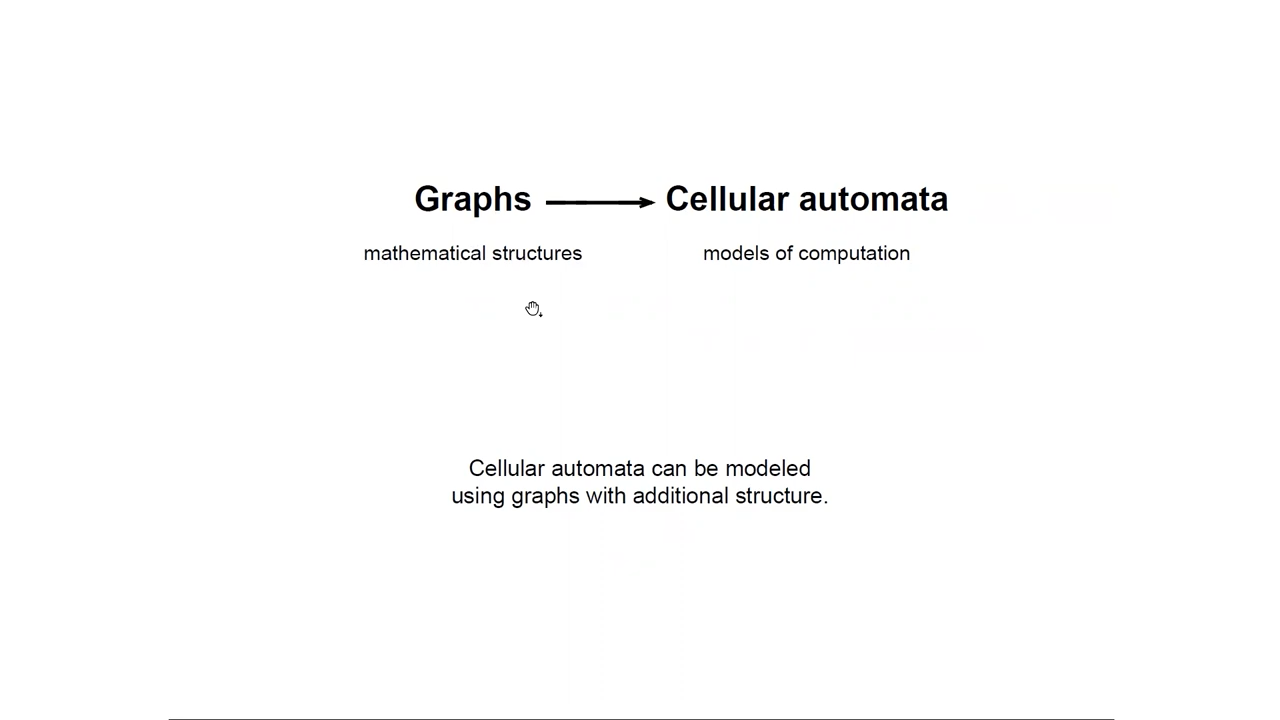 Graphs Cellular automata
mathematical structures models of computation
Cellular automata can be modeled
using graphs with additional structure.